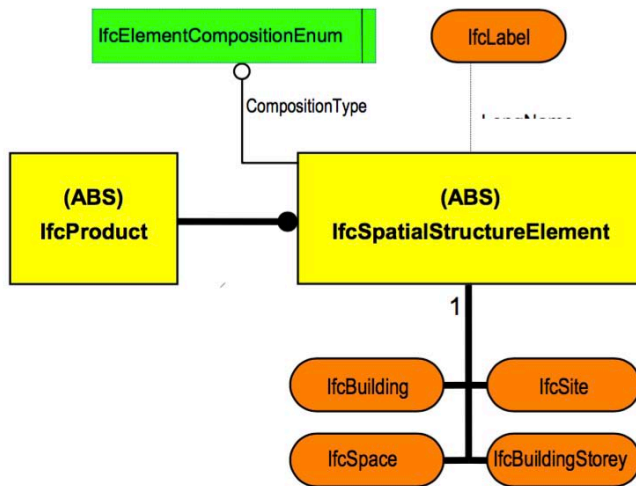 IfcElementCompositionEnum
IfcLabel
CompositionType
(ABS)
IfcProduct
(ABS)
IfcSpatialStructureElement
1
IfcBuilding
IfcSite
IfcSpace
IfcBuildingStorey